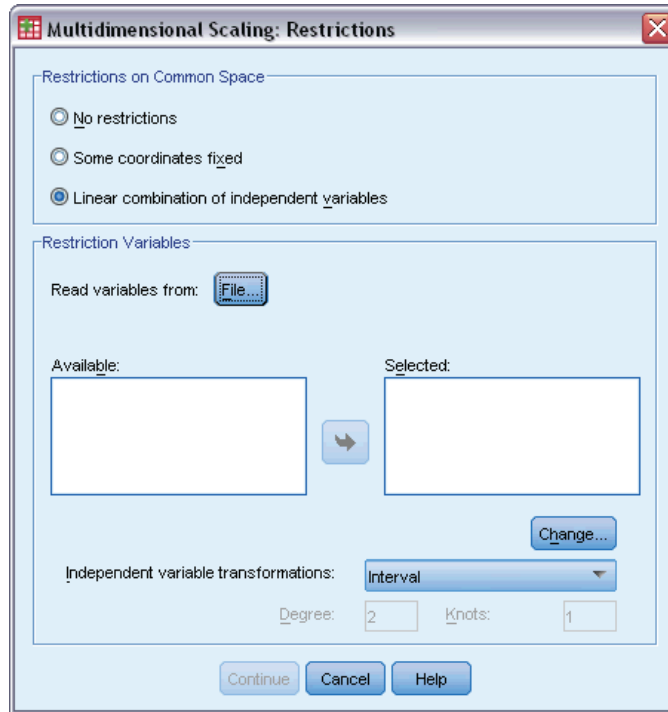 Multidimensional Scaling: Restrictions
Restrictions on Common Space
No restrictions
Some coordinates fixed
Linear combination of independent variables
Restriction Variables
Read variables from: File...
Available: Selected:
Change...
Independent variable transformations: Interval
Degree: 2 Knots: 1
Continue Cancel Help